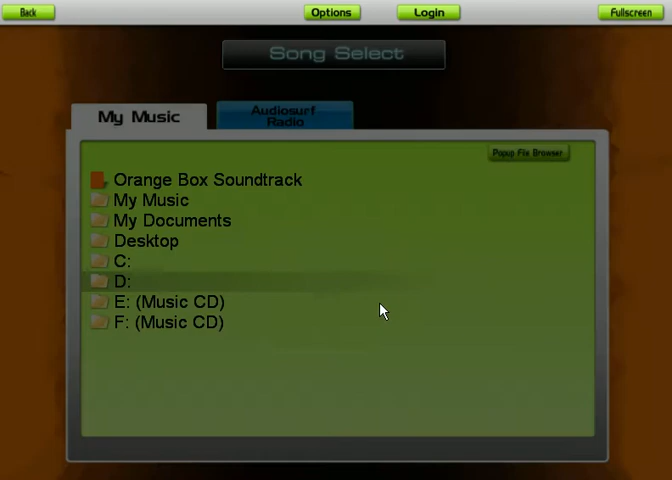 Back
Options
Login
Fullscreen
Song Select
My Music
Audiosurf
Radio
Popup File Browser
Orange Box Soundtrack
My Music
My Documents
Desktop
C:
D:
E: (Music CD)
F: (Music CD)